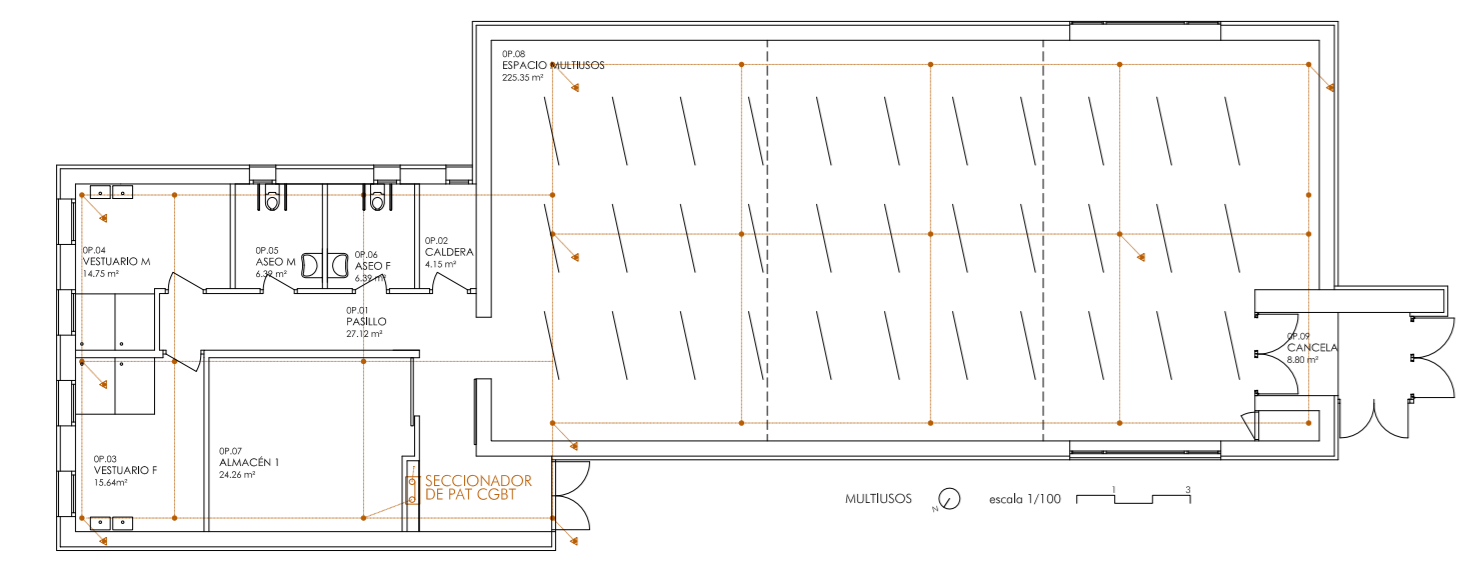 0P.08
ESPACIO MULTIUSOS
225.35 m²
0P.04
VESTUARIO M
14.75 m²
0P.05
ASEO M
6.39 m²
0P.06
ASEO F
6.39 m²
0P.02
CALDERA
4.15 m²
0P.01
PASILLO
27.12 m²
0P.09
CANCELA
8.80 m²
0P.03
VESTUARIO F
15.64m²
0P.07
ALMACÉN 1
24.26 m²
SECCIONADOR
DE PAT CGBT
MULTIUSOS N escala 1/100 1 3